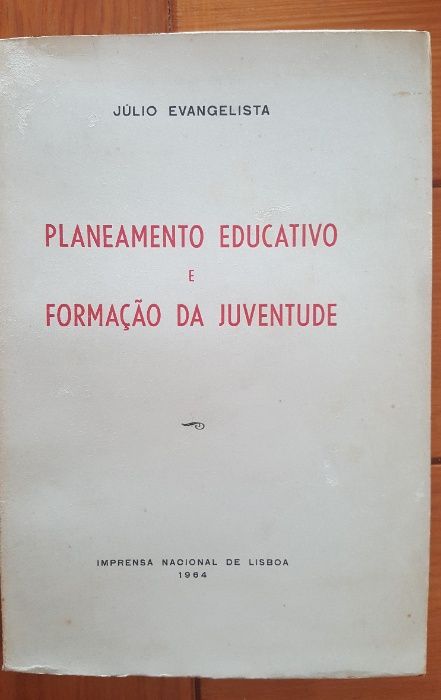 JÚLIO EVANGELISTA
PLANEAMENTO EDUCATIVO
E
FORMAÇÃO DA JUVENTUDE
IMPRENSA NACIONAL DE LISBOA
1964